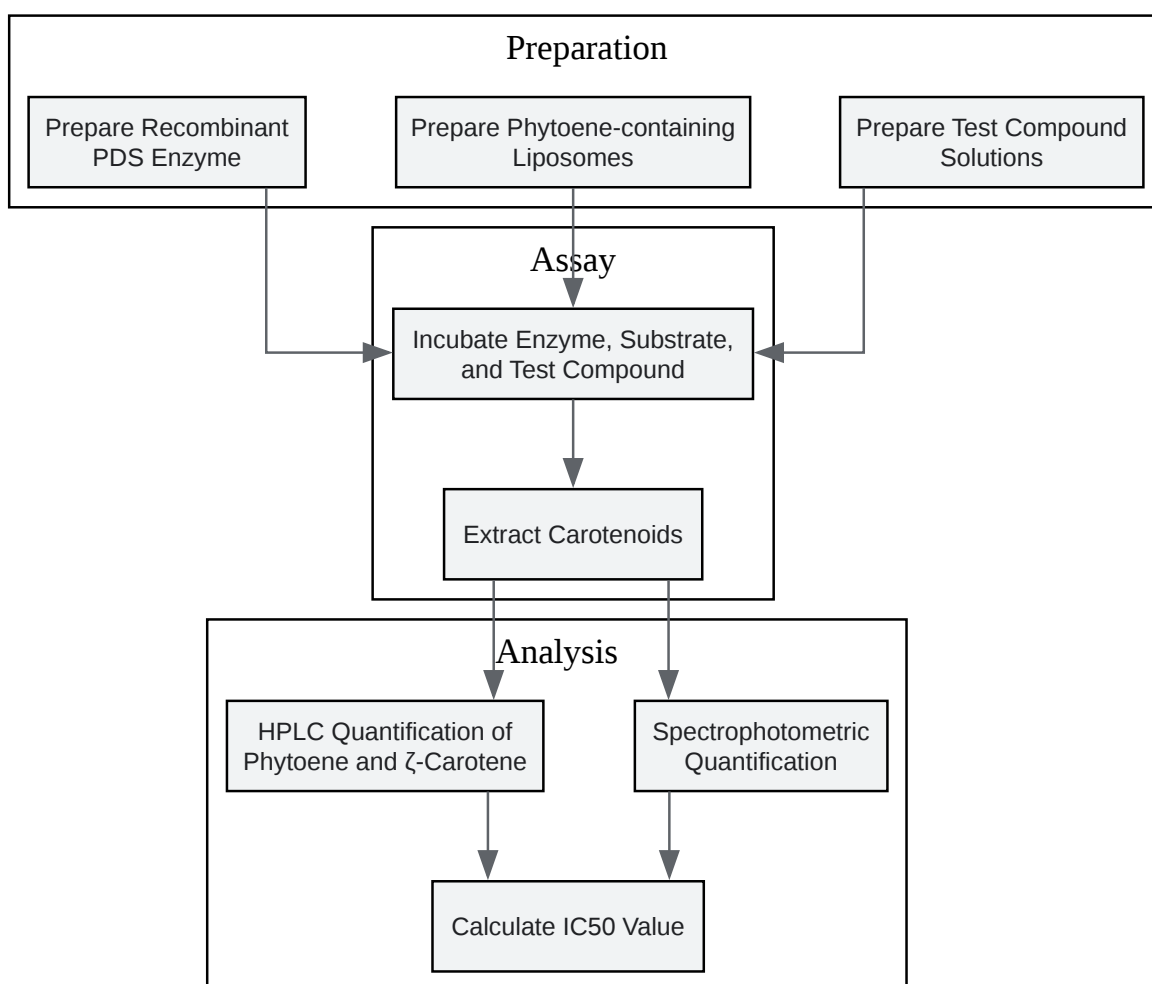 Preparation
Prepare Recombinant
PDS Enzyme
Prepare Phytoene-containing
Liposomes
Prepare Test Compound
Solutions
Assay
Incubate Enzyme, Substrate,
and Test Compound
Extract Carotenoids
Analysis
HPLC Quantification of
Phytoene and ζ-Carotene
Spectrophotometric
Quantification
Calculate IC50 Value